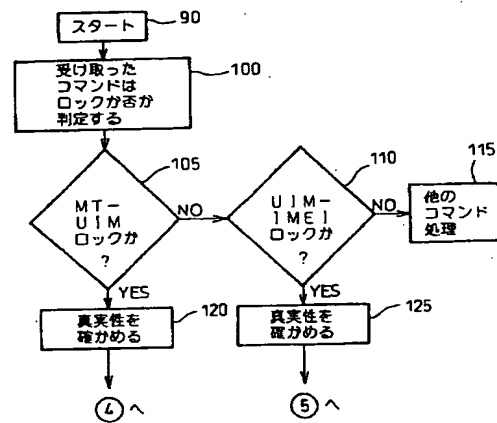 スタート
90
受け取った
コマンドは
ロックか否か
判定する
100
MT-
UIM
ロックか
?
105
NO
UIM-
IMEI
ロックか
?
110
NO
他の
コマンド
処理
115
YES
YES
真実性を
確かめる
120
真実性を
確かめる
125
④へ
⑤へ